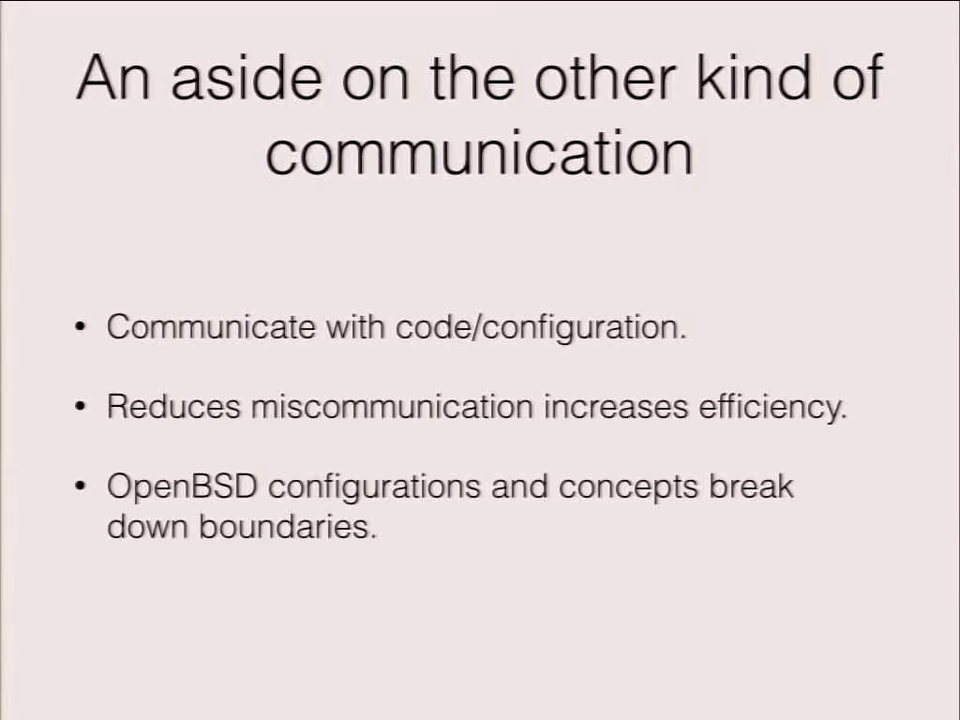 An aside on the other kind of
communication
• Communicate with code/configuration.
• Reduces miscommunication increases efficiency.
• OpenBSD configurations and concepts break
down boundaries.